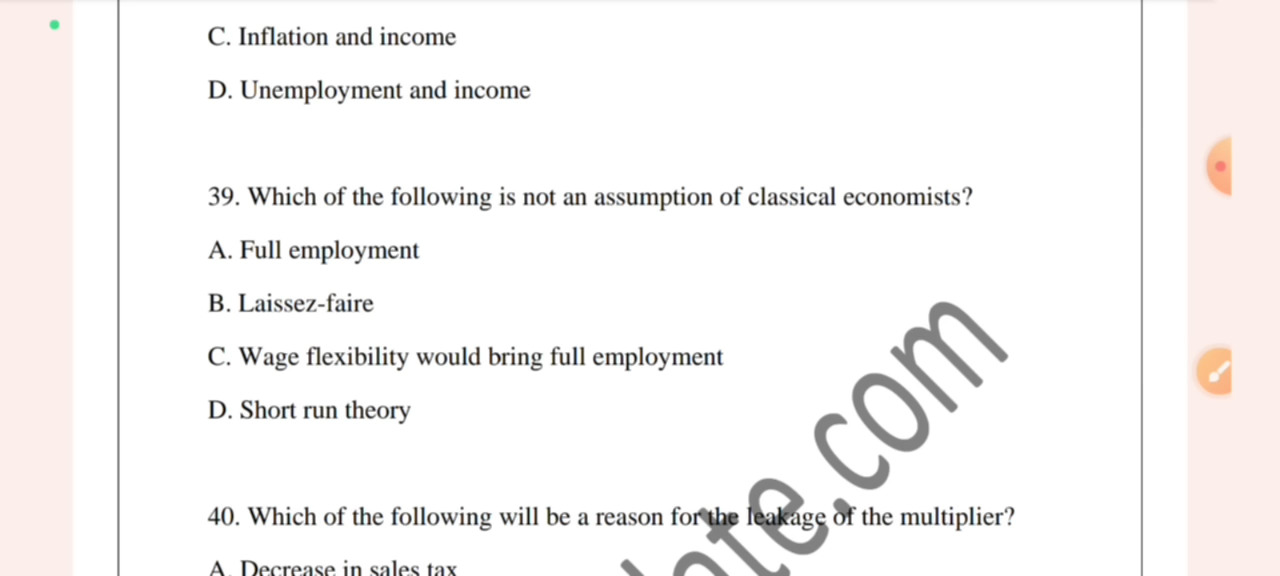 C. Inflation and income
D. Unemployment and income
39. Which of the following is not an assumption of classical economists?
A. Full employment
B. Laissez-faire
C. Wage flexibility would bring full employment
D. Short run theory
40. Which of the following will be a reason for the leakage of the multiplier?
A. Decrease in sales tax
ate.com